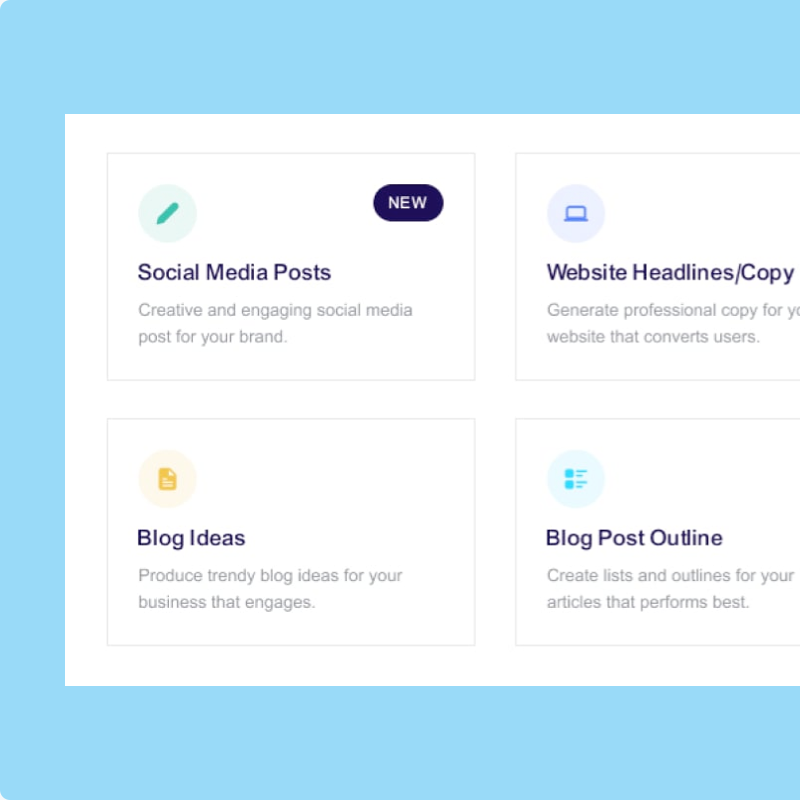 NEW
Social Media Posts
Creative and engaging social media
post for your brand.
Website Headlines/Copy
Generate professional copy for yo
website that converts users.
Blog Ideas
Produce trendy blog ideas for your
business that engages.
Blog Post Outline
Create lists and outlines for your
articles that performs best.